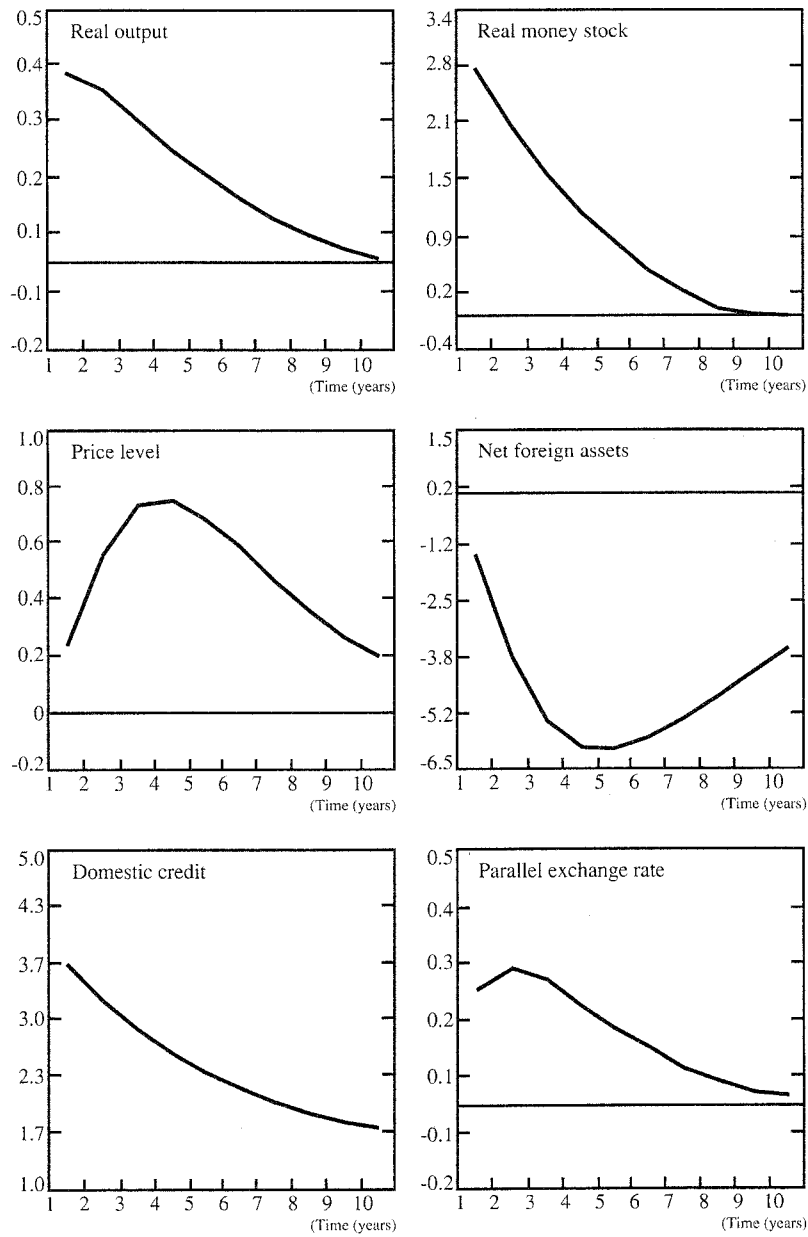 Real output
0.5
0.4
0.3
0.2
0.1
-0.1
-0.2
1 2 3 4 5 6 7 8 9 10
(Time (years)
Real money stock
3.4
2.8
2.1
1.5
0.9
0.2
-0.4
1 2 3 4 5 6 7 8 9 10
(Time (years)
Price level
1.0
0.8
0.6
0.4
0.2
0
-0.2
1 2 3 4 5 6 7 8 9 10
(Time (years)
Net foreign assets
1.5
0.2
-1.2
-2.5
-3.8
-5.2
-6.5
1 2 3 4 5 6 7 8 9 10
(Time (years)
Domestic credit
5.0
4.3
3.7
3.0
2.3
1.7
1.0
1 2 3 4 5 6 7 8 9 10
(Time (years)
Parallel exchange rate
0.5
0.4
0.3
0.2
0.1
-0.1
-0.2
1 2 3 4 5 6 7 8 9 10
(Time (years)